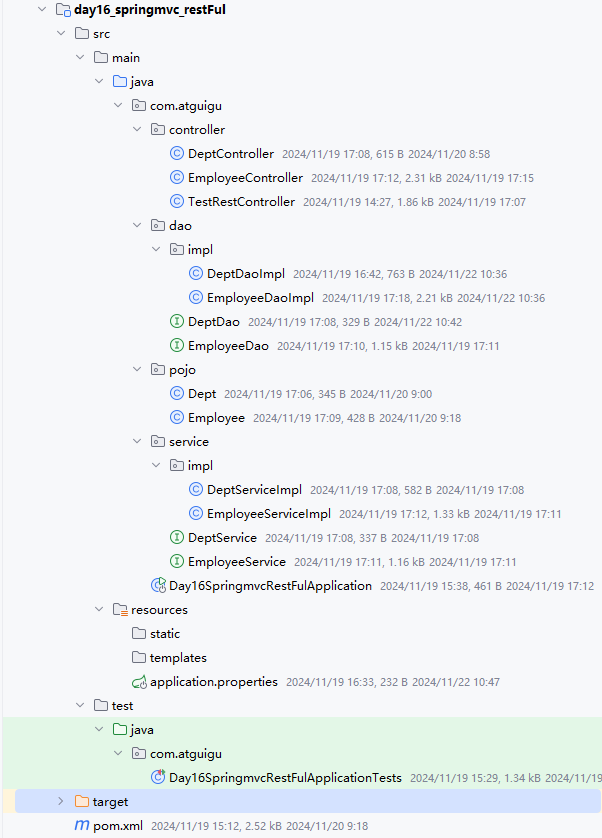 day16_springmvc_restFul
src
main
java
com.atguigu
controller
DeptController 2024/11/19 17:08, 615 B 2024/11/20 8:58
EmployeeController 2024/11/19 17:12, 2.31 kB 2024/11/19 17:15
TestRestController 2024/11/19 14:27, 1.86 kB 2024/11/19 17:07
dao
impl
DeptDaoImpl 2024/11/19 16:42, 763 B 2024/11/22 10:36
EmployeeDaoImpl 2024/11/19 17:18, 2.21 kB 2024/11/22 10:36
DeptDao 2024/11/19 17:08, 329 B 2024/11/22 10:42
EmployeeDao 2024/11/19 17:10, 1.15 kB 2024/11/19 17:11
pojo
Dept 2024/11/19 17:06, 345 B 2024/11/20 9:00
Employee 2024/11/19 17:09, 428 B 2024/11/20 9:18
service
impl
DeptServiceImpl 2024/11/19 17:08, 582 B 2024/11/19 17:08
EmployeeServiceImpl 2024/11/19 17:12, 1.33 kB 2024/11/19 17:11
DeptService 2024/11/19 17:08, 337 B 2024/11/19 17:08
EmployeeService 2024/11/19 17:11, 1.16 kB 2024/11/19 17:11
Day16SpringmvcRestFulApplication 2024/11/19 15:38, 461 B 2024/11/19 17:12
resources
static
templates
application.properties 2024/11/19 16:33, 232 B 2024/11/22 10:47
test
java
com.atguigu
Day16SpringmvcRestFulApplicationTests 2024/11/19 15:29, 1.34 kB 2024/11/19
target
pom.xml 2024/11/19 15:12, 2.52 kB 2024/11/20 9:18